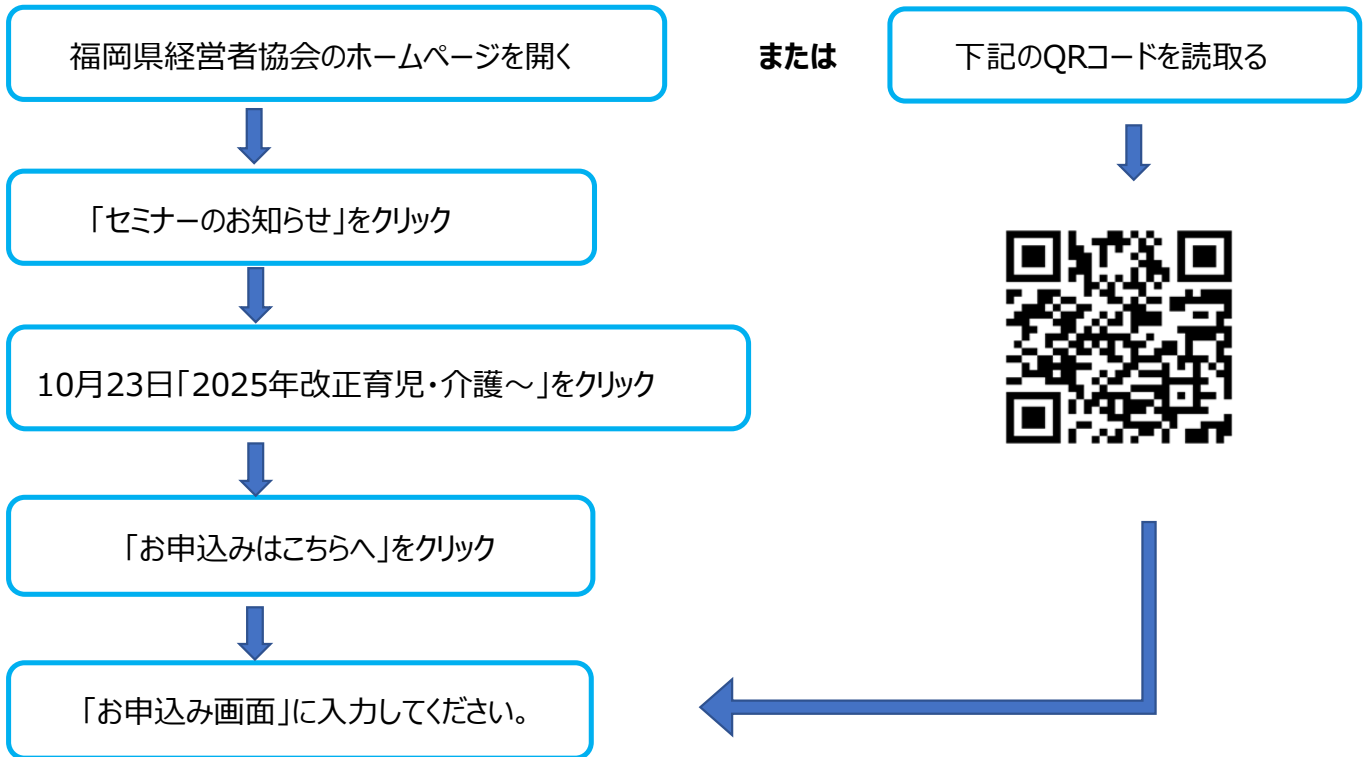 福岡県経営者協会のホームページを開く
または
下記のQRコードを読取る
「セミナーのお知らせ」をクリック
10月23日「2025年改正育児・介護～」をクリック
「お申込みはこちらへ」をクリック
「お申込み画面」に入力してください。